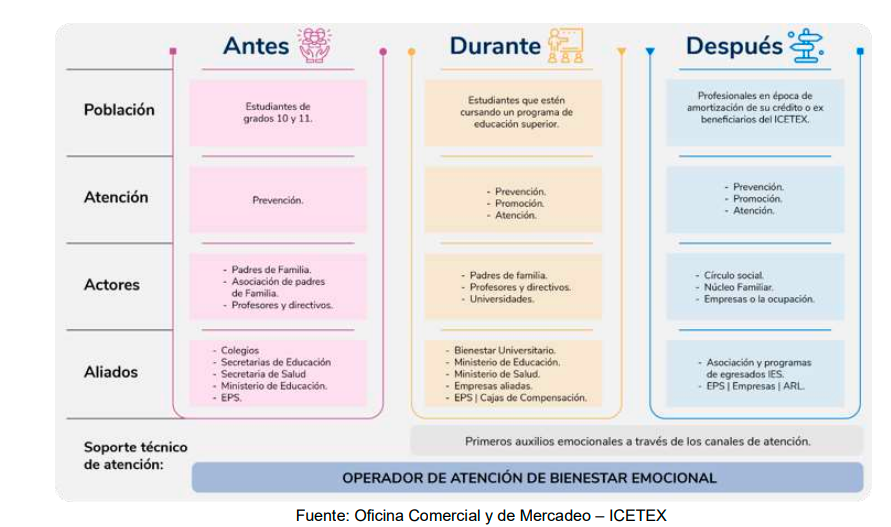 Antes
Durante
Después
Población
Estudiantes de
grados 10 y 11.
Estudiantes que estén
cursando un programa de
educación superior.
Profesionales en época de
amortización de su crédito o ex
beneficiarios del ICETEX.
Atención
Prevención.
- Prevención.
- Promoción.
- Atención.
- Prevención.
- Promoción.
- Atención.
Actores
- Padres de Familia.
- Asociación de padres
de Familia.
- Profesores y directivos.
- Padres de familia.
- Profesores y directivos.
- Universidades.
- Círculo social.
- Núcleo Familiar.
- Empresas o la ocupación.
Aliados
- Colegios
- Secretarias de Educación
- Secretaria de Salud
- Ministerio de Educación.
- EPS.
- Bienestar Universitario.
- Ministerio de Educación.
- Ministerio de Salud.
- Empresas aliadas.
- EPS | Cajas de Compensación.
- Asociación y programas
de egresados IES.
- EPS | Empresas | ARL.
Soporte técnico
de atención:
Primeros auxilios emocionales a través de los canales de atención.
OPERADOR DE ATENCIÓN DE BIENESTAR EMOCIONAL
Fuente: Oficina Comercial y de Mercadeo – ICETEX